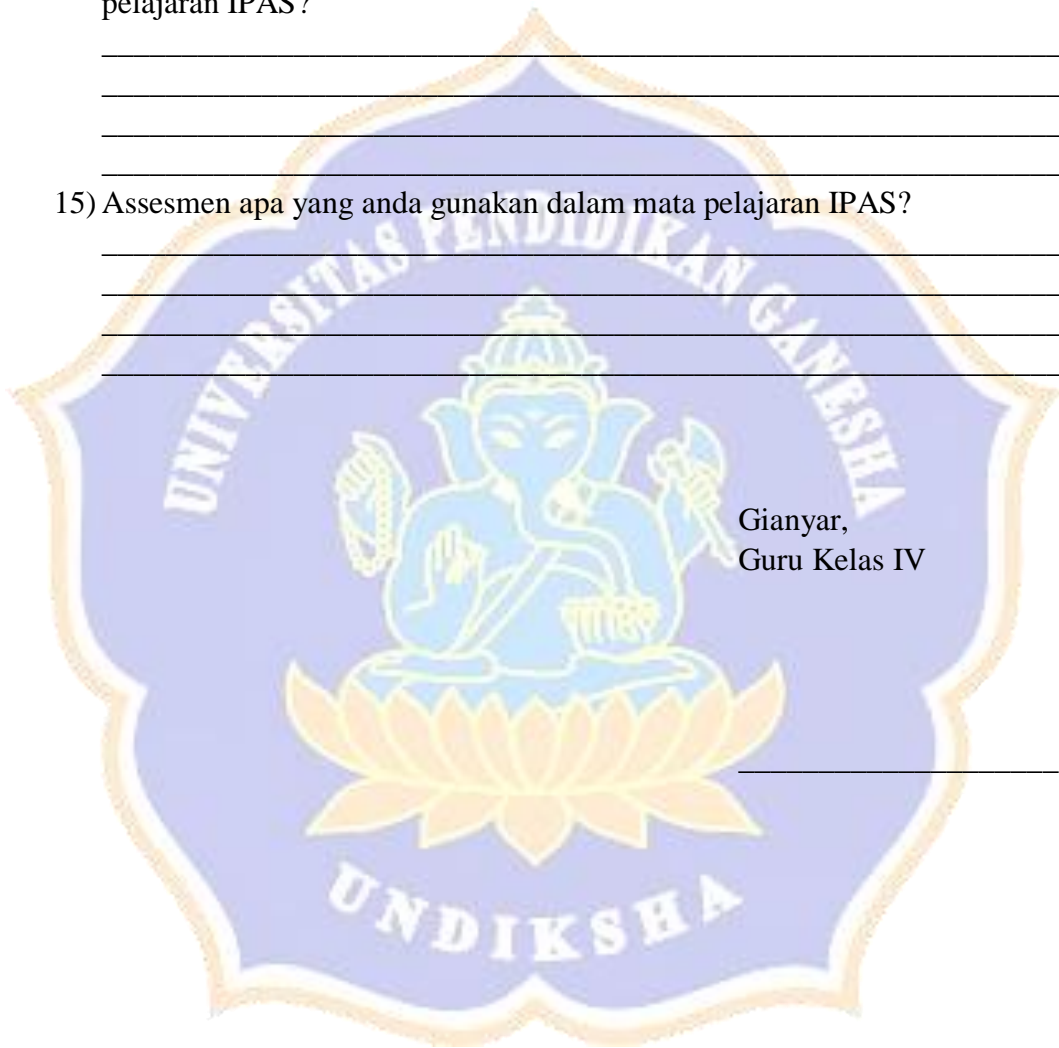 pelajaran IPAS?
15) Assesmen apa yang anda gunakan dalam mata pelajaran IPAS?
UNIVERSITAS PENDIDIKAN GANESHA
Gianyar,
Guru Kelas IV
UNDIKSHA